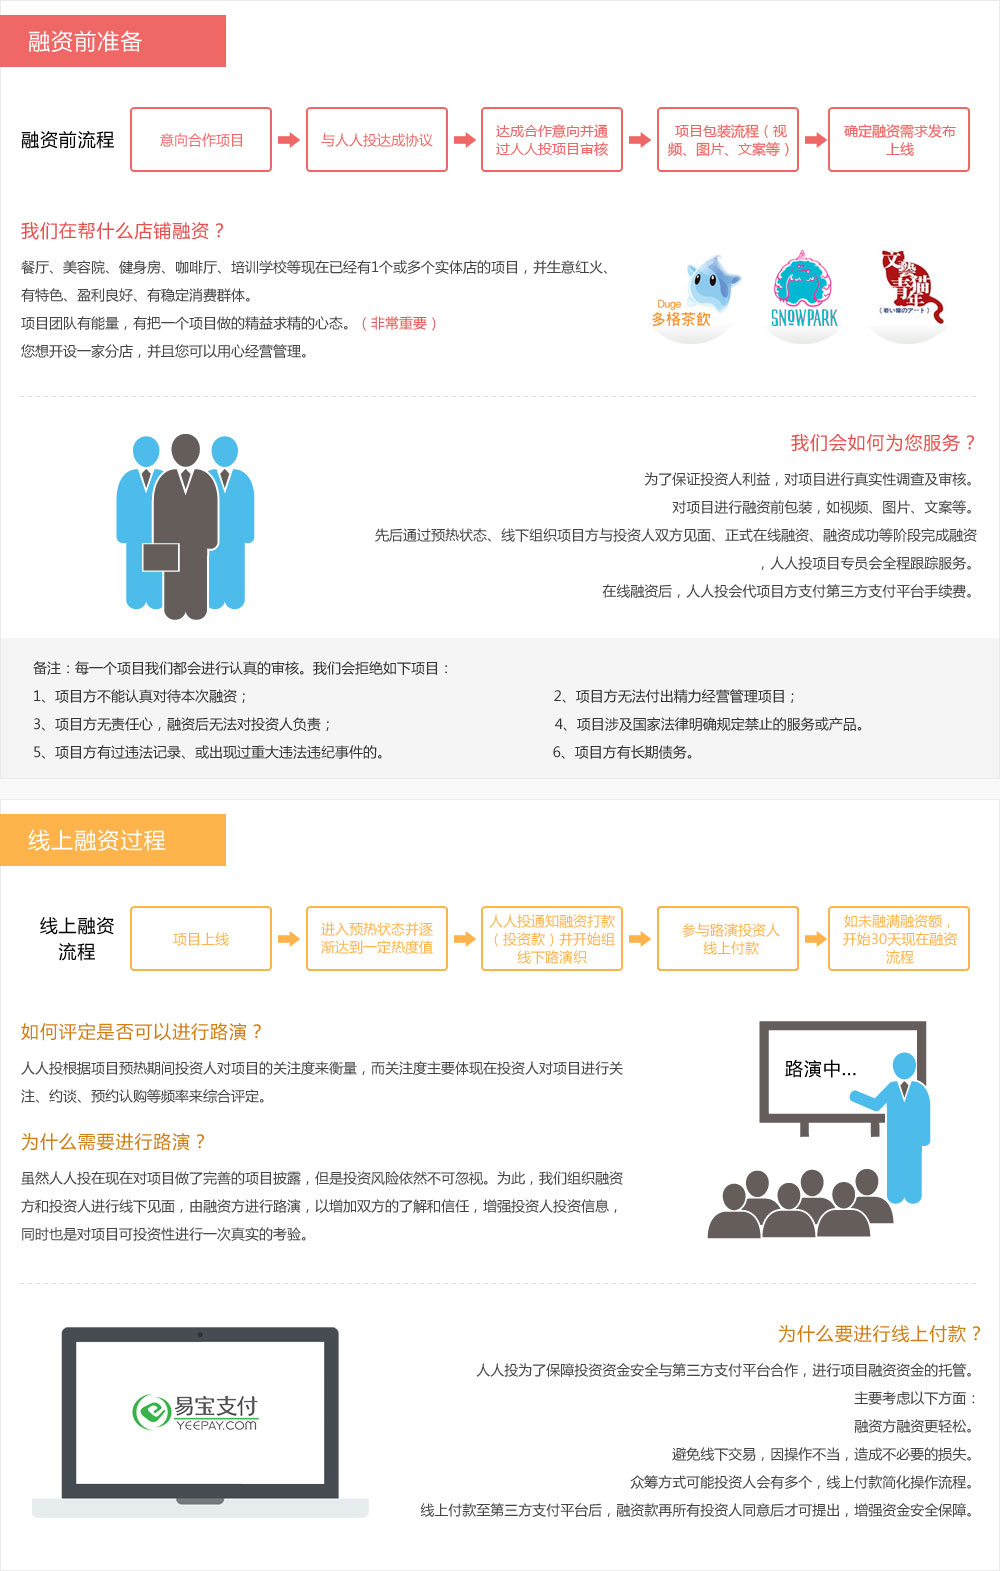 融资前准备
融资前流程
意向合作项目
与人人投达成协议
达成合作意向并通
过人人投项目审核
项目包装流程（视
频、图片、文案等）
确定融资需求发布
上线
我们在帮什么店铺融资？
餐厅、美容院、健身房、咖啡厅、培训学校等现在已经有1个或多个实体店的项目，并生意红火、
有特色、盈利良好、有稳定消费群体。
项目团队有能量，有把一个项目做的精益求精的心态。（非常重要）
您想开设一家分店，并且您可以用心经营管理。
Duge
多格茶飲
SNOWPARK
文艺青年猫
（若い猫のアート）
我们会如何为您服务？
为了保证投资人利益，对项目进行真实性调查及审核。
对项目进行融资前包装，如视频、图片、文案等。
先后通过预热状态、线下组织项目方与投资人双方见面、正式在线融资、融资成功等阶段完成融资
，人人投项目专员会全程跟踪服务。
在线融资后，人人投会代项目方支付第三方支付平台手续费。
备注：每一个项目我们都会进行认真的审核。我们会拒绝如下项目：
1、项目方不能认真对待本次融资；
2、项目方无法付出精力经营管理项目；
3、项目方无责任心，融资后无法对投资人负责；
4、项目涉及国家法律明确规定禁止的服务或产品。
5、项目方有过违法记录、或出现过重大违法违纪事件的。
6、项目方有长期债务。
线上融资过程
线上融资
流程
项目上线
进入预热状态并逐
渐达到一定热度值
人人投通知融资打款
（投资款）并开始组
线下路演织
参与路演投资人
线上付款
如未融满融资额，
开始30天现在融资
流程
如何评定是否可以进行路演？
人人投根据项目预热期间投资人对项目的关注度来衡量，而关注度主要体现在投资人对项目进行关
注、约谈、预约认购等频率来综合评定。
为什么需要进行路演？
虽然人人投在现在对项目做了完善的项目披露，但是投资风险依然不可忽视。为此，我们组织融资
方和投资人进行线下见面，由融资方进行路演，以增加双方的了解和信任，增强投资人投资信息，
同时也是对项目可投资性进行一次真实的考验。
路演中...
易宝支付
YEEPAY.COM
为什么要进行线上付款？
人人投为了保障投资资金安全与第三方支付平台合作，进行项目融资资金的托管。
主要考虑以下方面：
融资方融资更轻松。
避免线下交易，因操作不当，造成不必要的损失。
众筹方式可能投资人会有多个，线上付款简化操作流程。
线上付款至第三方支付平台后，融资款再所有投资人同意后才可提出，增强资金安全保障。